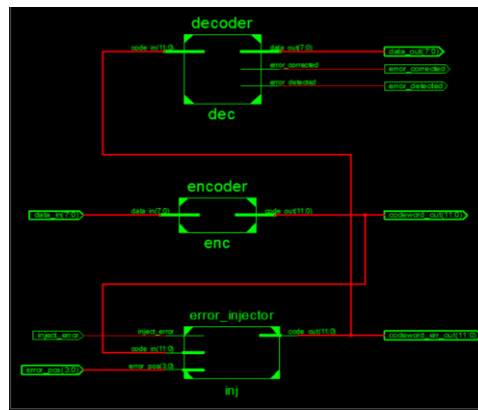 decoder
code_in(11:0) data_out(7:0) data_out(7:0)
error_corrected error_corrected
error_detected error_detected
dec
encoder
data_in(7:0) data_in(7:0) code_out(11:0) codeword_out(11:0)
enc
error_injector
inject_error inject_error code_out(11:0) codeword_err_out(11:0)
code_in(11:0)
error_pos(3:0) error_pos(3:0)
inj